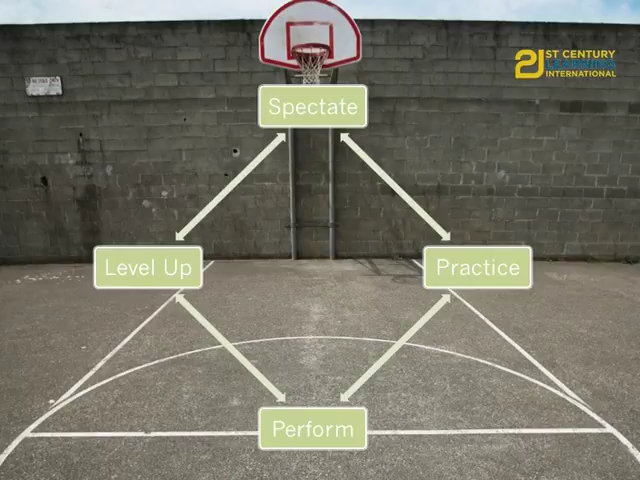 21
ST CENTURY
LEARNING
INTERNATIONAL
Spectate
Level Up
Practice
Perform